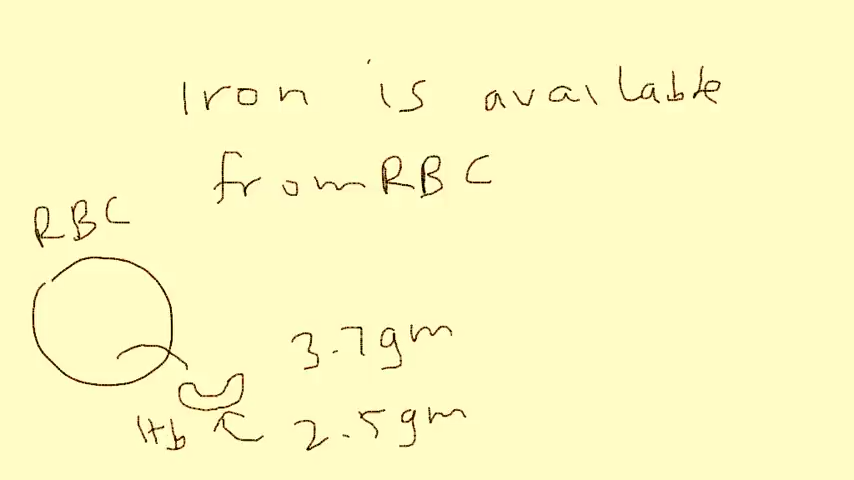 Iron is available
from RBC
RBC
3.7gm
Hb
2.5gm